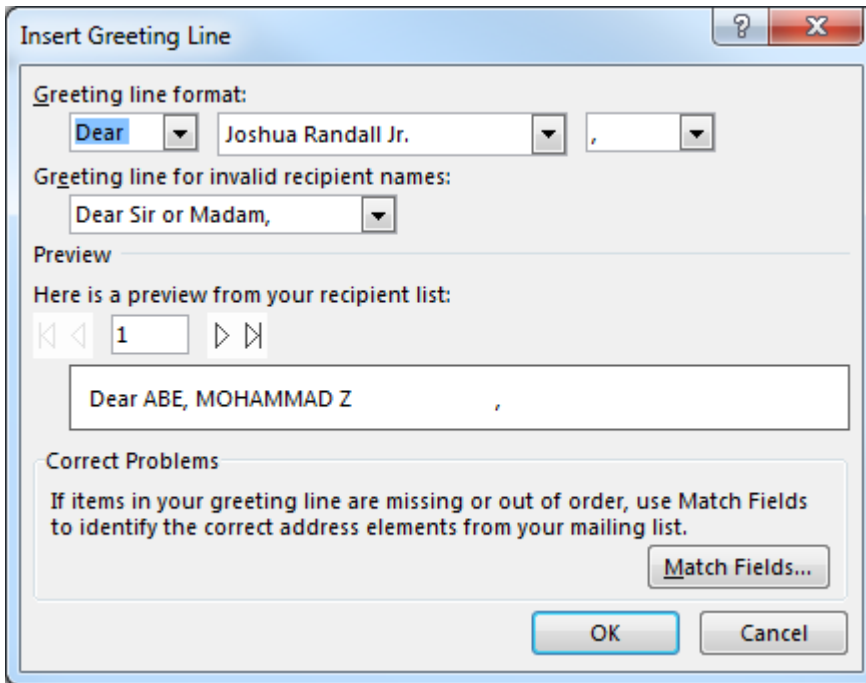 Insert Greeting Line
Greeting line format:
Dear Joshua Randall Jr. ,
Greeting line for invalid recipient names:
Dear Sir or Madam,
Preview
Here is a preview from your recipient list:
1
Dear ABE, MOHAMMAD Z ,
Correct Problems
If items in your greeting line are missing or out of order, use Match Fields
to identify the correct address elements from your mailing list.
Match Fields...
OK Cancel